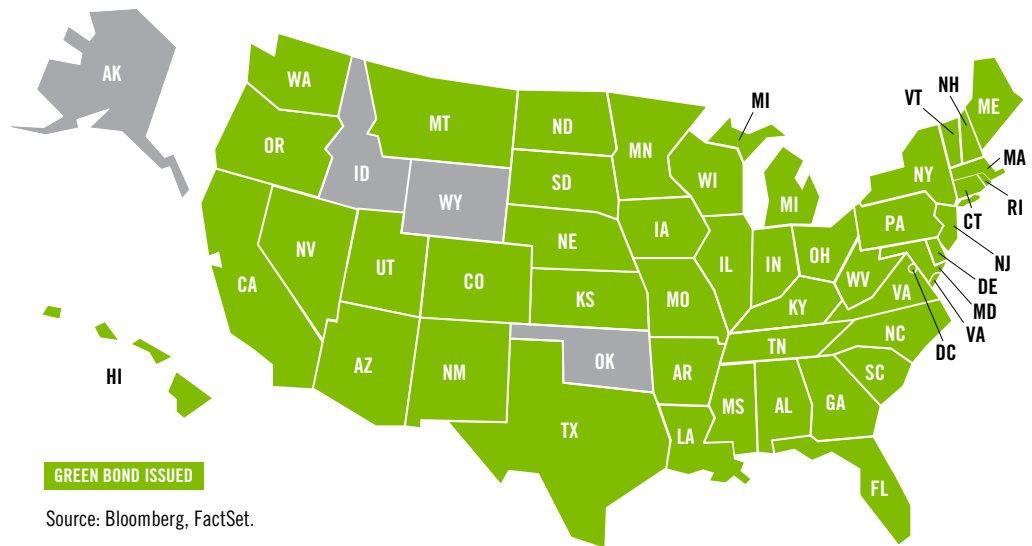 AK
WA
MT
ND
MN
MI
VT
NH
ME
OR
ID
SD
WI
MI
NY
MA
RI
CT
WY
NV
UT
CO
NE
IA
IL
IN
OH
PA
NJ
DE
MD
VA
DC
WV
VA
CA
KS
MO
KY
NC
TN
SC
AZ
NM
OK
AR
MS
AL
GA
HI
TX
LA
FL
GREEN BOND ISSUED
Source: Bloomberg, FactSet.